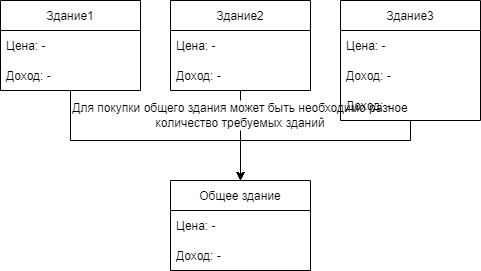 Здание1
Цена: -
Доход: -
Здание2
Цена: -
Доход: -
Здание3
Цена: -
Доход: -
Доход: -
Для покупки общего здания может быть необходимо разное
количество требуемых зданий
Общее здание
Цена: -
Доход: -